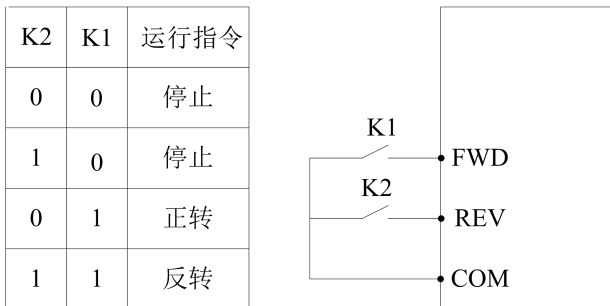 K2 K1 运行指令
0 0 停止
1 0 停止
0 1 正转
1 1 反转
K1
FWD
K2
REV
COM